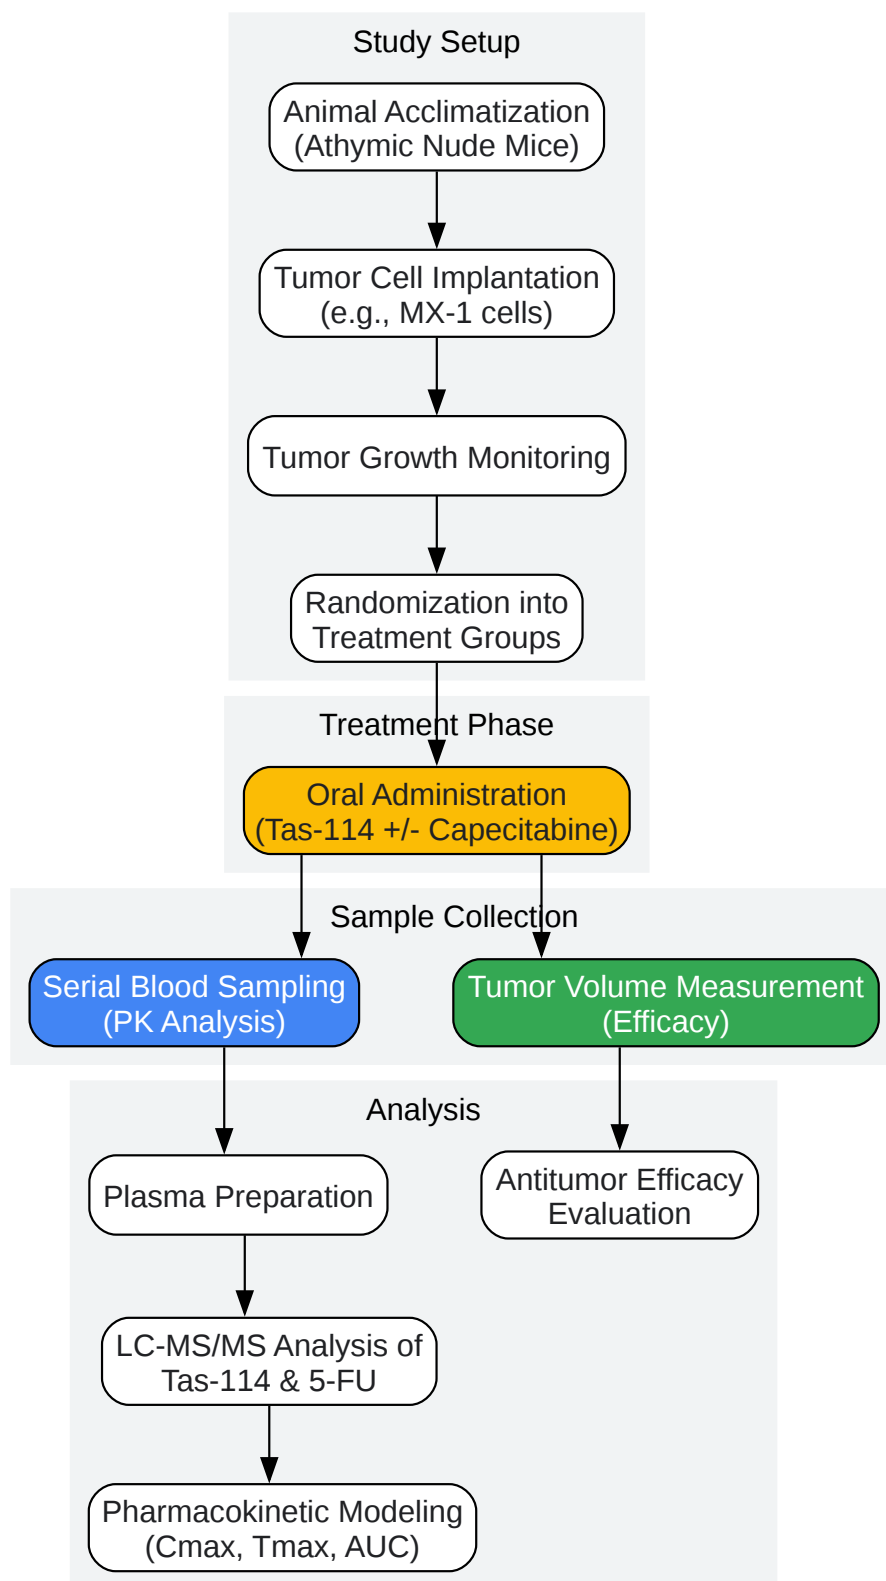 Study Setup
Animal Acclimatization
(Athymic Nude Mice)
Tumor Cell Implantation
(e.g., MX-1 cells)
Tumor Growth Monitoring
Randomization into
Treatment Groups
Treatment Phase
Oral Administration
(Tas-114 +/- Capecitabine)
Sample Collection
Serial Blood Sampling
(PK Analysis)
Tumor Volume Measurement
(Efficacy)
Analysis
Plasma Preparation
Antitumor Efficacy
Evaluation
LC-MS/MS Analysis of
Tas-114 & 5-FU
Pharmacokinetic Modeling
(Cmax, Tmax, AUC)